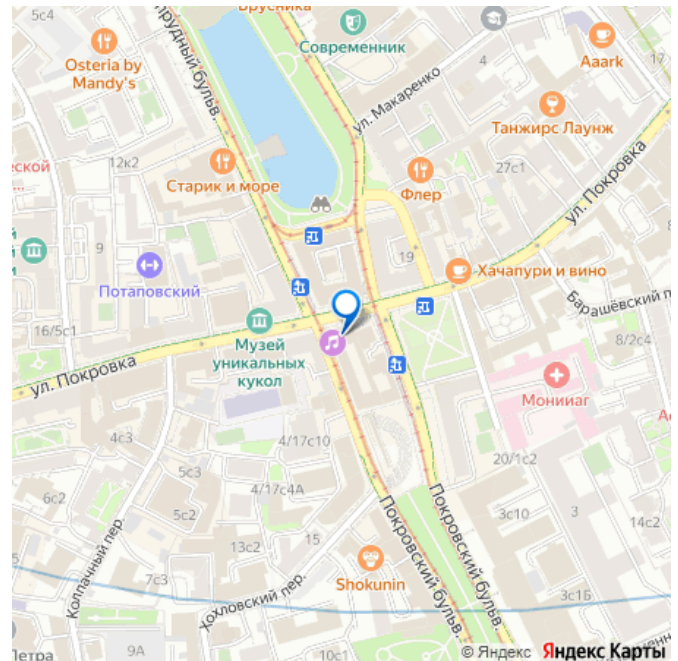 5с4
Брусника
Современник
Osteria by
Mandy's
4
Aaark
17
ул. Макаренко
Танжирс Лаунж
12к2
Старик и море
27с1
Флер
ул. Покровка
9
19
Потаповский
Хачапури и вино
16/5с1
Музей
уникальных
кукол
8/2с4
ул. Покровка
Мониiаг
4с3
4/17с10
20/1с2
5с3
6с2
4/17с4А
5с2
3с10
3
14с2
13с2
15
Колпачный пер.
Покровский бульв.
Покровский бульв.
7с3
Хохловский пер.
Shokunin
3с1Б
9А
© Яндекс Яндекс Карты